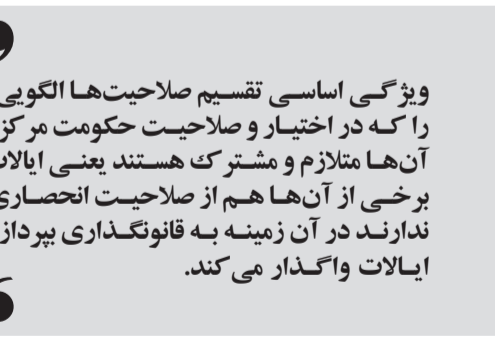 ویژگی اساسی تقسیم صلاحیت‌ها الگویی
را که در اختیار و صلاحیت حکومت مرکز
آن‌ها متلازم و مشترک هستند یعنی ایالات
برخی از آن‌ها هم از صلاحیت انحصاری
ندارند در آن زمینه به قانونگذاری بپرداز
ایالات واگذار می‌کند.